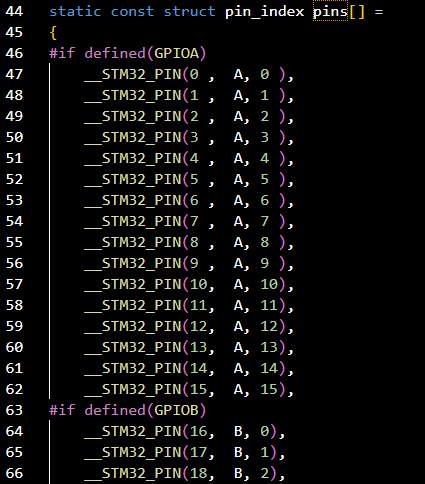 44 static const struct pin_index pins[] =
45 {
46 #if defined(GPIOA)
47     __STM32_PIN(0 ,  A, 0 ),
48     __STM32_PIN(1 ,  A, 1 ),
49     __STM32_PIN(2 ,  A, 2 ),
50     __STM32_PIN(3 ,  A, 3 ),
51     __STM32_PIN(4 ,  A, 4 ),
52     __STM32_PIN(5 ,  A, 5 ),
53     __STM32_PIN(6 ,  A, 6 ),
54     __STM32_PIN(7 ,  A, 7 ),
55     __STM32_PIN(8 ,  A, 8 ),
56     __STM32_PIN(9 ,  A, 9 ),
57     __STM32_PIN(10,  A, 10),
58     __STM32_PIN(11,  A, 11),
59     __STM32_PIN(12,  A, 12),
60     __STM32_PIN(13,  A, 13),
61     __STM32_PIN(14,  A, 14),
62     __STM32_PIN(15,  A, 15),
63 #if defined(GPIOB)
64     __STM32_PIN(16,  B, 0),
65     __STM32_PIN(17,  B, 1),
66     __STM32_PIN(18,  B, 2),